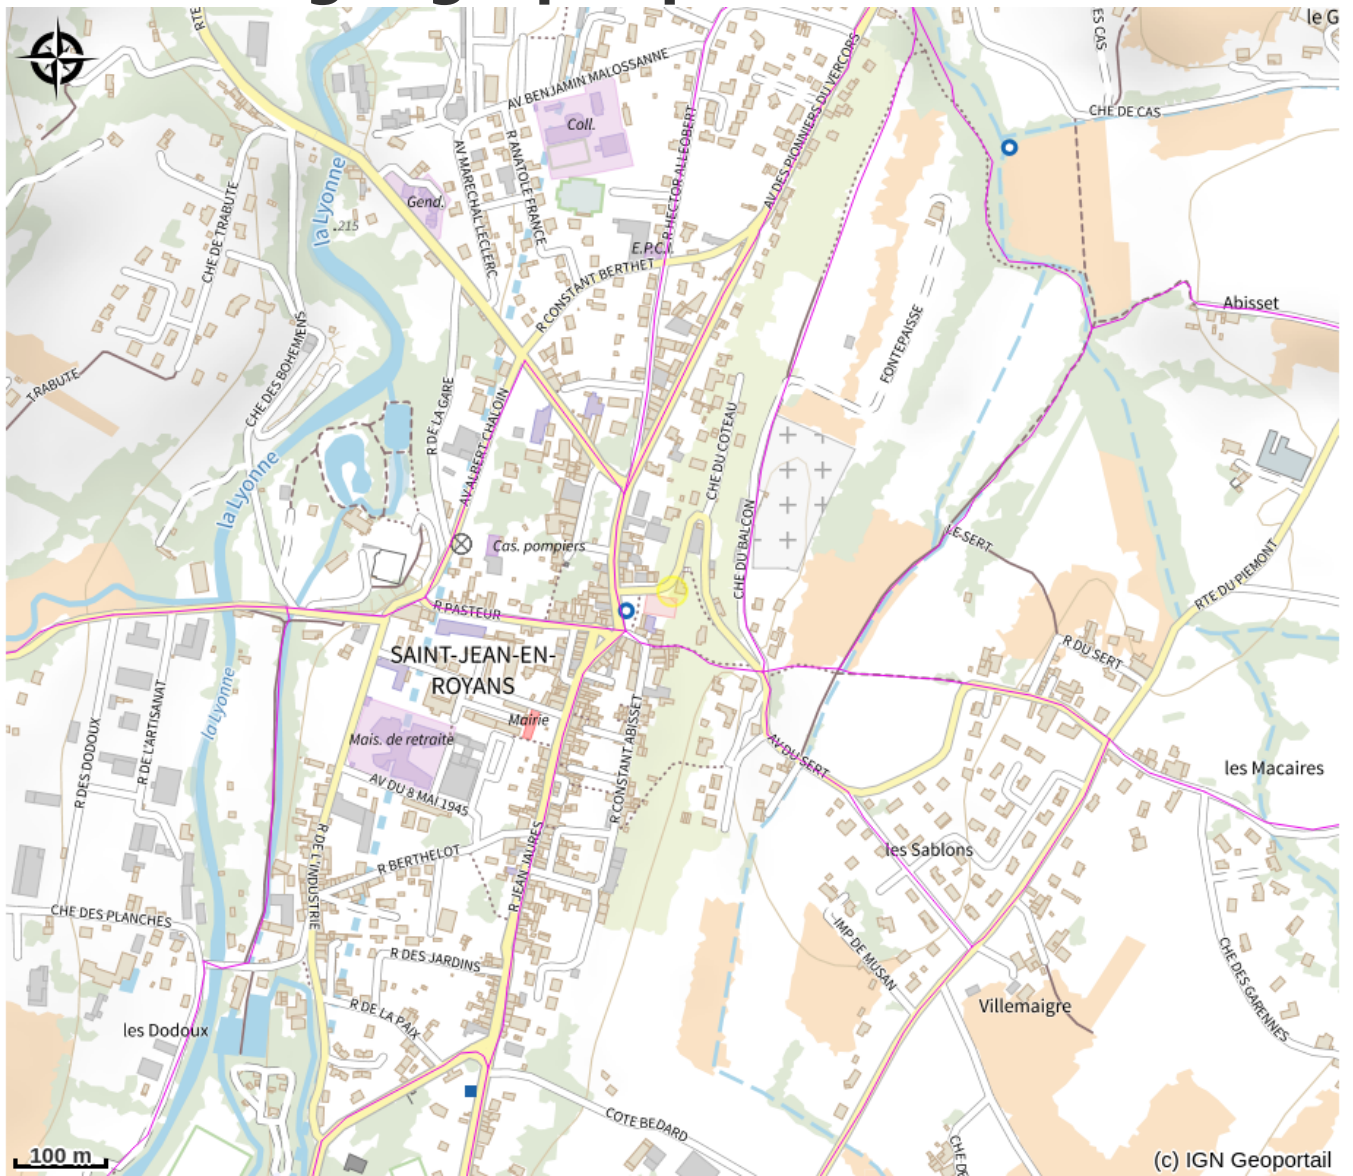 RTE
ES CAS
le G
AV BENJAMIN MALOSSANNE
AV DES PIONNIERS DU VERCORS
CHE DE CAS
Coll.
R ANATOLE FRANCE
R HECTOR ALLEOBERT
AV MARECHAL LECLERC
la Lyonne
Gend.
.215
CHE DE TRABUTE
E.P.C.I.
R CONSTANT BERTHET
Abisset
CHE DES BOHEMENS
FONTEPAISSE
TRABUTE
R DE LA GARE
AV ALBERT CHALOIN
CHE DU COTEAU
la Lyonne
CHE DU BALCON
LE SERT
Cas. pompiers
RTE DU PIEMONT
R PASTEUR
R DU SERT
SAINT-JEAN-EN-
ROYANS
la Lyonne
R DE L'ARTISANAT
R DES DODOUX
Mairie
Mais. de retraite
R CONSTANT ABISSET
AV DU SERT
les Macaires
AV DU 8 MAI 1945
R DE L'INDUSTRIE
R BERTHELOT
R JEAN JAURES
les Sablons
CHE DES PLANCHES
IMP DE MUSAN
R DES JARDINS
CHE DES GARENNES
R DE LA PAIX
Villemaigre
les Dodoux
COTE BEDARD
100 m
(c) IGN Geoportail